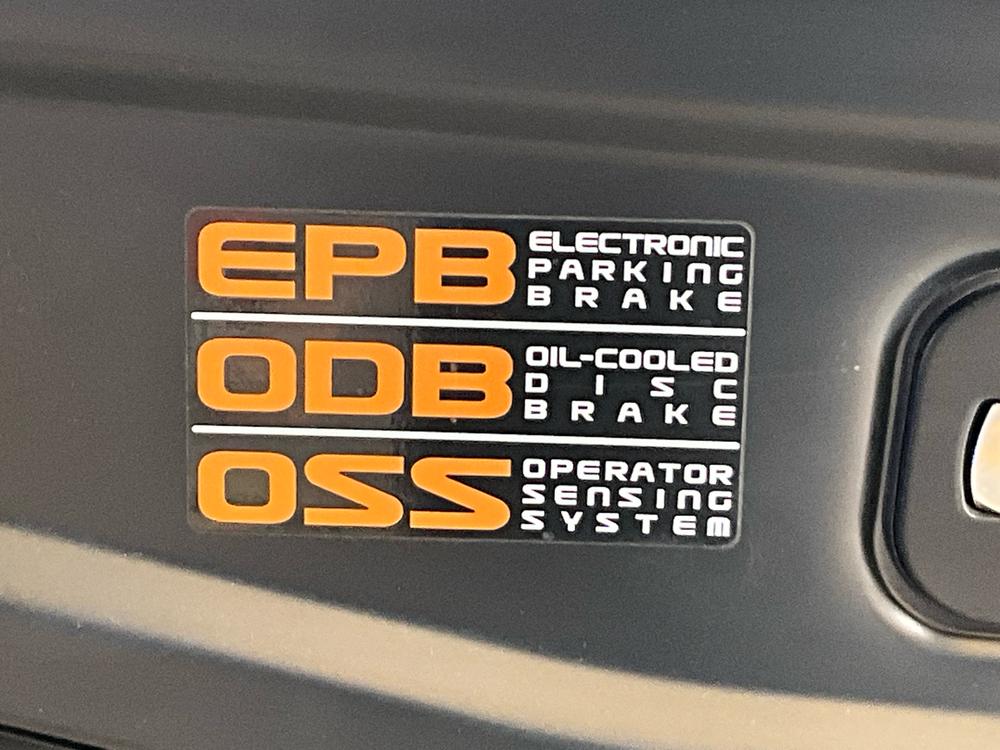 EPB ELECTRONIC
PARKING
BRAKE
ODB OIL-COOLED
DISC
BRAKE
OSS OPERATOR
SENSING
SYSTEM